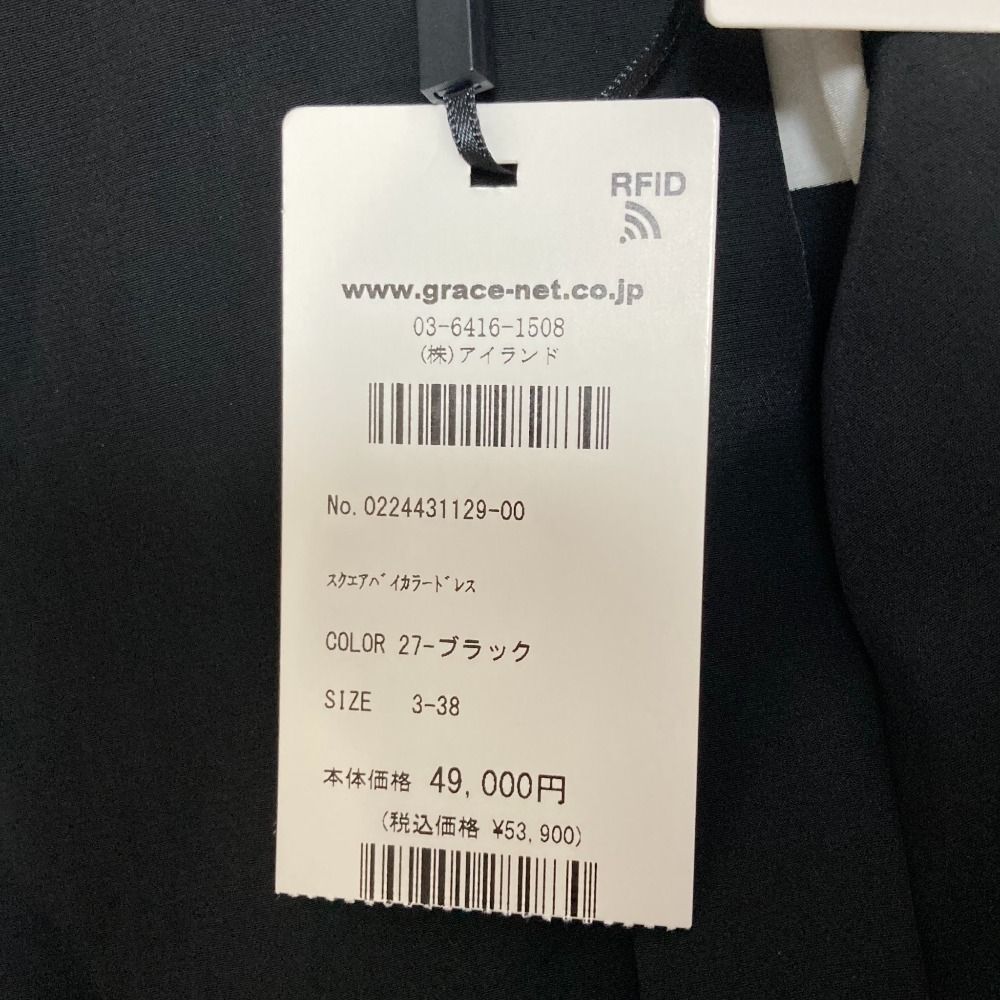 RFID
www.grace-net.co.jp
03-6416-1508
(株)アイランド
No. 0224431129-00
ｽｸｴｱﾊﾞｲｶﾗｰﾄﾞﾚｽ
COLOR 27-ブラック
SIZE 3-38
本体価格 49,000円
(税込価格 ¥53,900)